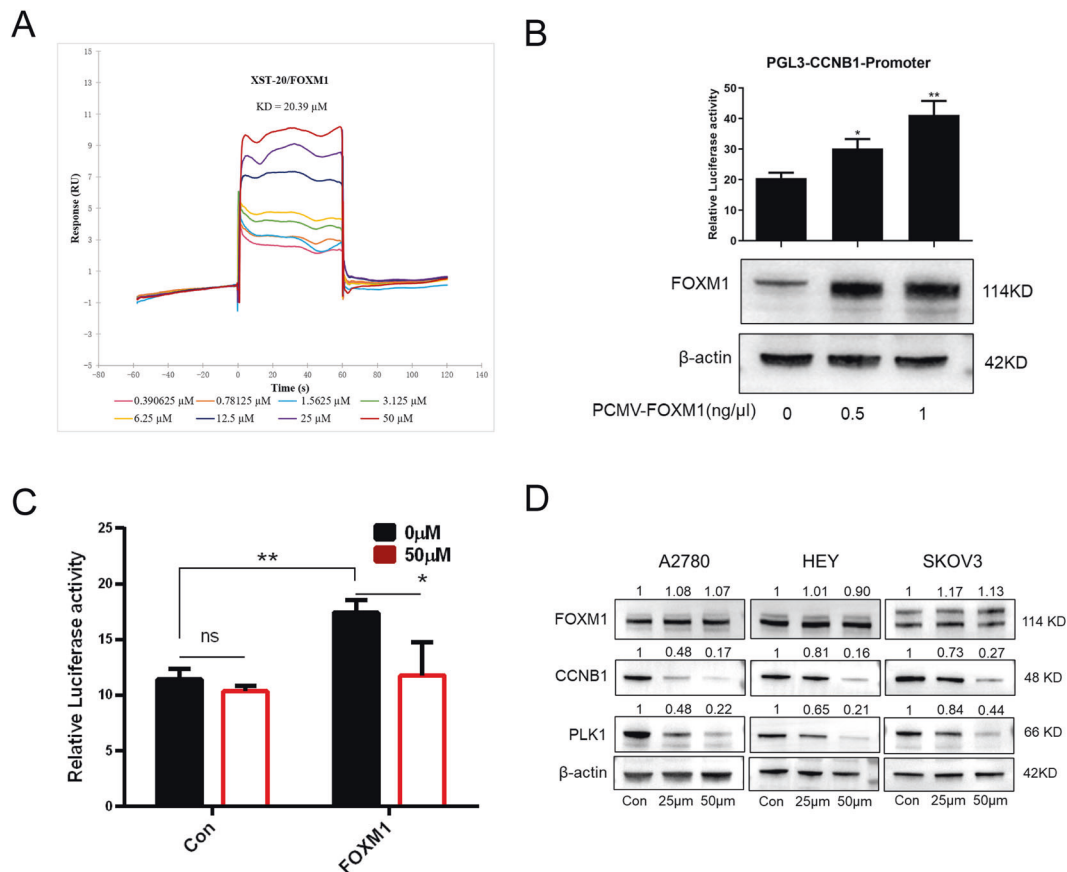 A
XST-20/FOXM1
KD = 20.39 μM
Response (RU)
15
13
11
9
7
5
3
1
-1
-3
-5
-80 -60 -40 -20 0 20 40 60 80 100 120 140
Time (s)
0.390625 μM 0.78125 μM 1.5625 μM 3.125 μM
6.25 μM 12.5 μM 25 μM 50 μM
B
PGL3-CCNB1-Promoter
Relative Luciferase activity
50
40
30
20
10
0
* **
FOXM1 114KD
β-actin 42KD
PCMV-FOXM1(ng/μl) 0 0.5 1
C
Relative Luciferase activity
25
20
15
10
5
0
0μM
50μM
**
*
ns
Con FOXM1
D
A2780 HEY SKOV3
1 1.08 1.07 1 1.01 0.90 1 1.17 1.13
FOXM1 114 KD
1 0.48 0.17 1 0.81 0.16 1 0.73 0.27
CCNB1 48 KD
1 0.48 0.22 1 0.65 0.21 1 0.84 0.44
PLK1 66 KD
β-actin 42KD
Con 25μm 50μm Con 25μm 50μm Con 25μm 50μm